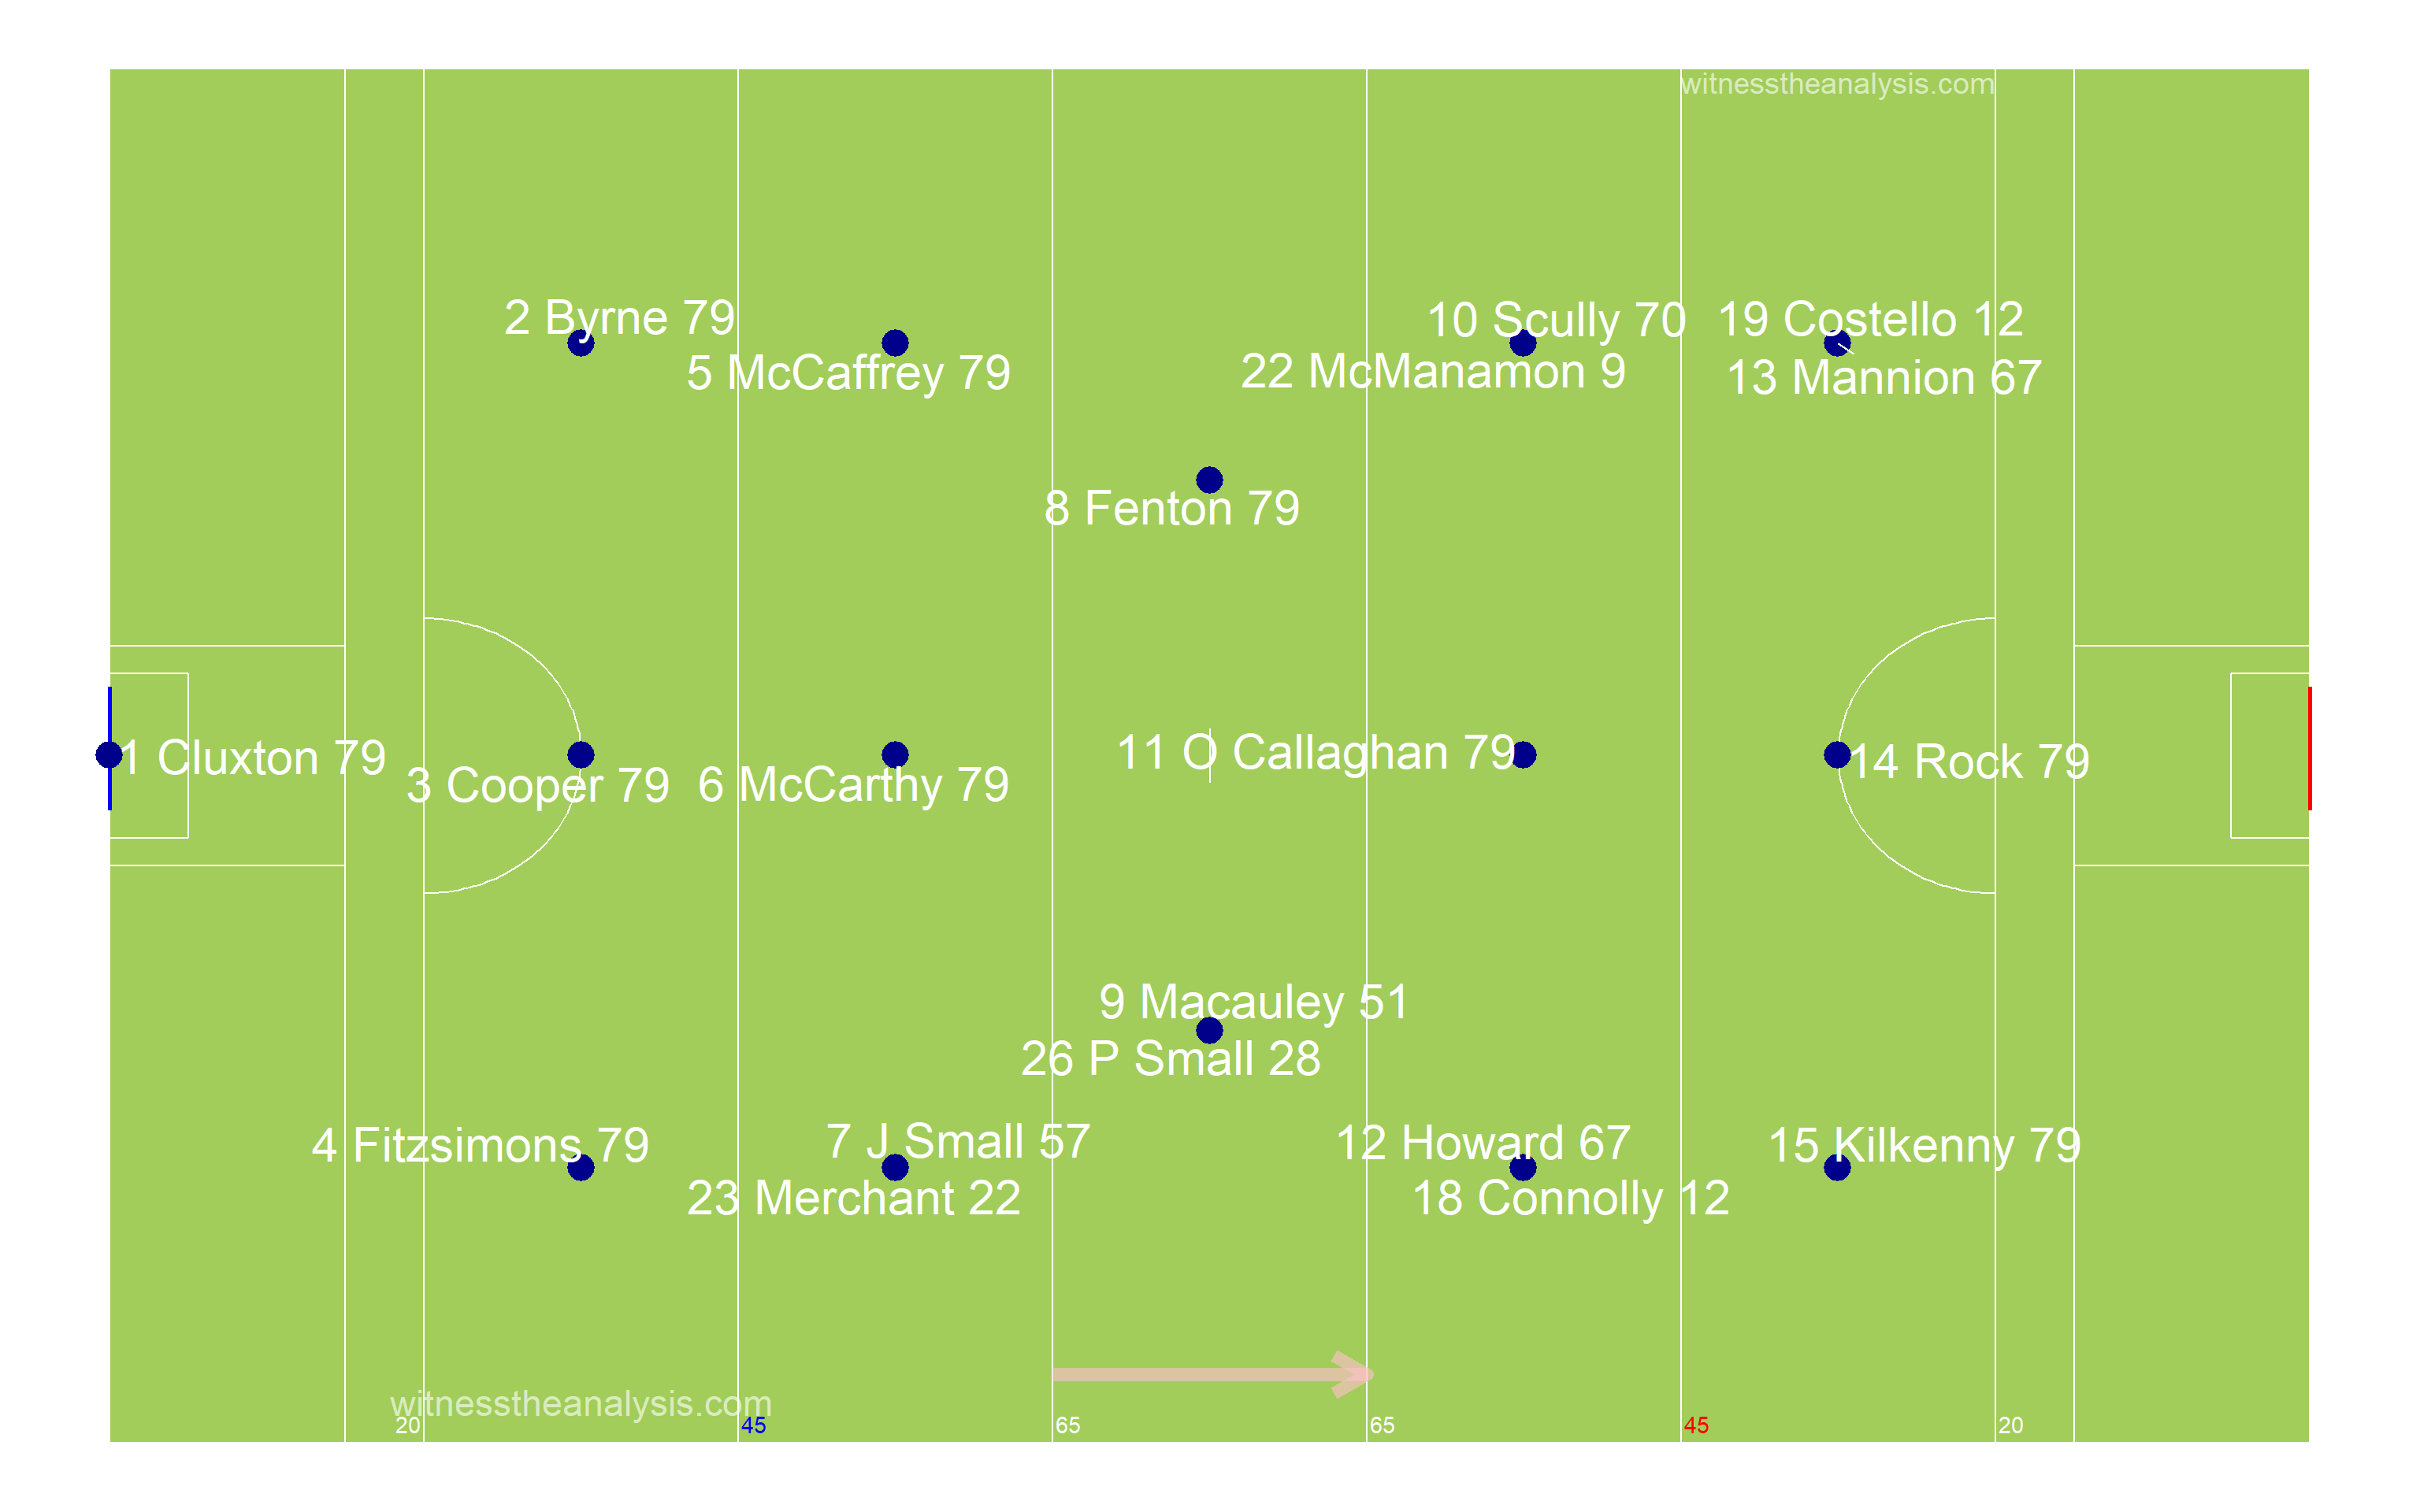 witnesstheanalysis.com
2 Byrne 79
10 Scully 70
19 Costello 12
5 McCaffrey 79
22 McManamon 9
13 Mannion 67
8 Fenton 79
1 Cluxton 79
3 Cooper 79
6 McCarthy 79
11 O Callaghan 79
14 Rock 79
9 Macauley 51
26 P Small 28
4 Fitzsimons 79
7 J Small 57
12 Howard 67
15 Kilkenny 79
23 Merchant 22
18 Connolly 12
witnesstheanalysis.com
20
45
65
65
45
20